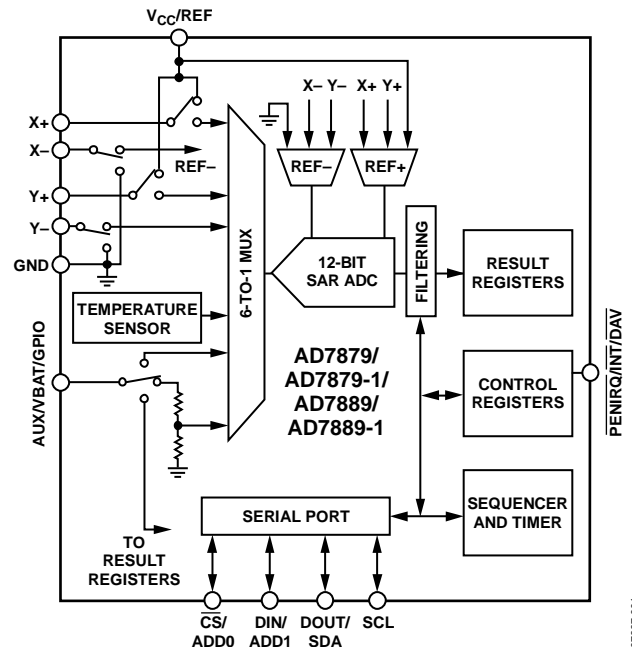 VCC/REF
X– Y– X+ Y+
X+
X–
REF–
Y+
Y–
GND
REF– REF+
6-TO-1 MUX
12-BIT
SAR ADC
FILTERING
RESULT
REGISTERS
TEMPERATURE
SENSOR
AUX/VBAT/GPIO
AD7879/
AD7879-1/
AD7889/
AD7889-1
CONTROL
REGISTERS
PENIRQ/INT/DAV
SERIAL PORT
SEQUENCER
AND TIMER
TO
RESULT
REGISTERS
CS/
ADD0
DIN/
ADD1
DOUT/
SDA
SCL